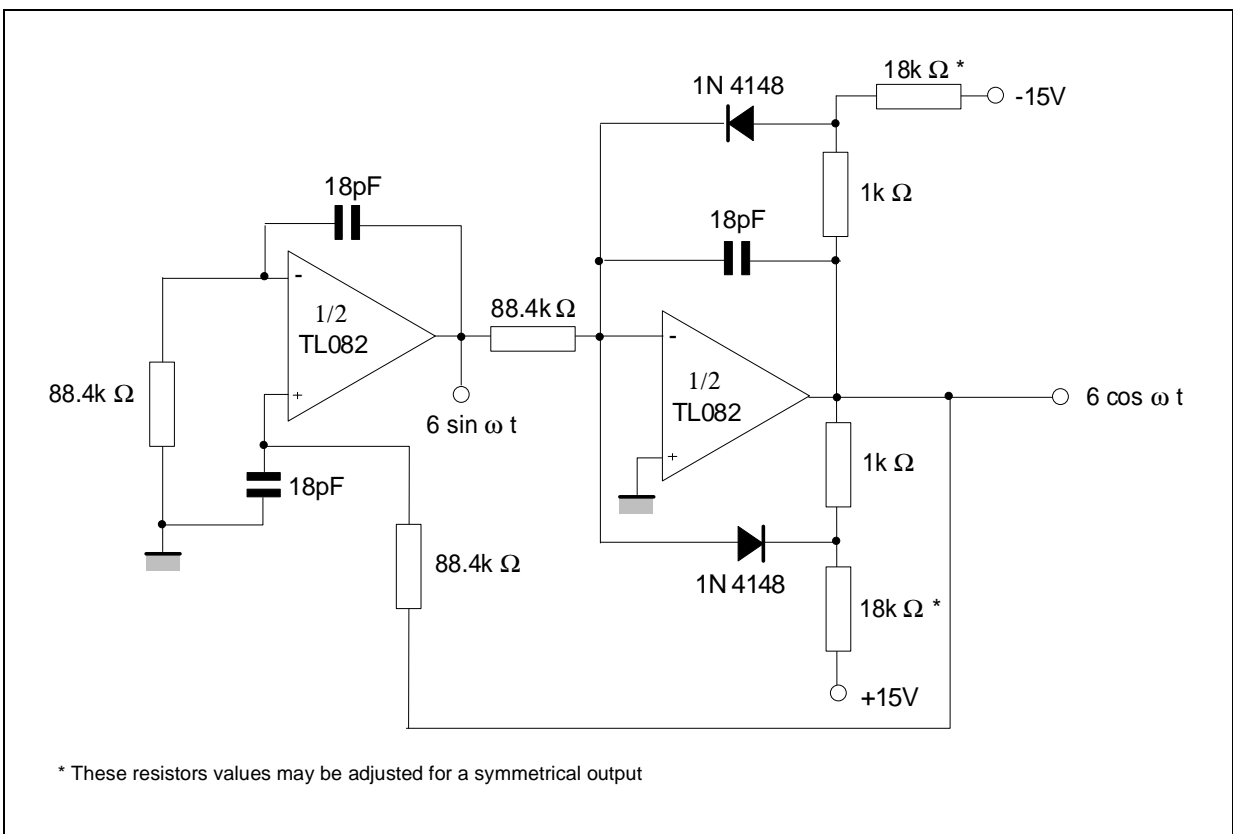 18k Ω *
1N 4148
-15V
18pF
1k Ω
18pF
88.4k Ω
-
1/2
TL082
-
88.4k Ω
1/2
TL082
+
6 sin ω t
6 cos ω t
+
1k Ω
18pF
88.4k Ω
1N 4148
18k Ω *
+15V
* These resistors values may be adjusted for a symmetrical output